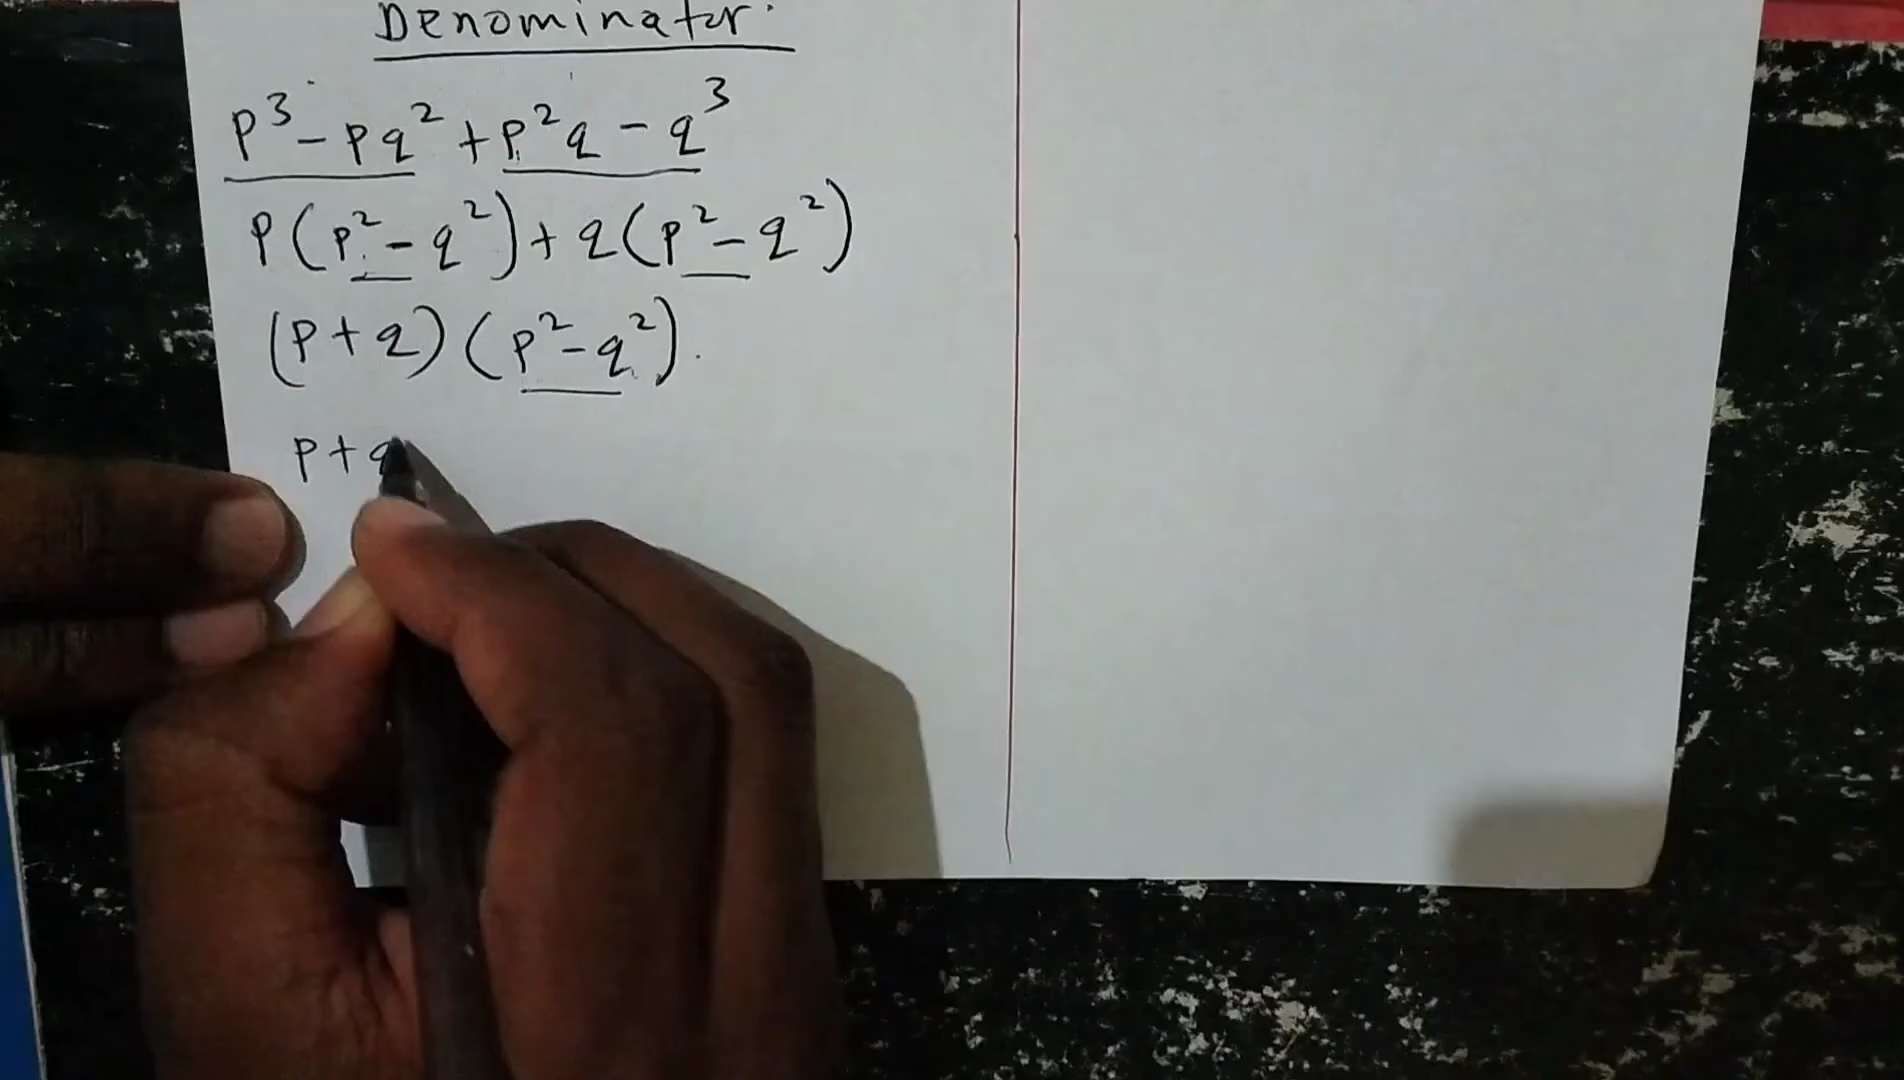 Denominator.
p³ - pq² + p²q - q³
p(p² - q²) + q(p² - q²)
(p + q)(p² - q²).
p + q